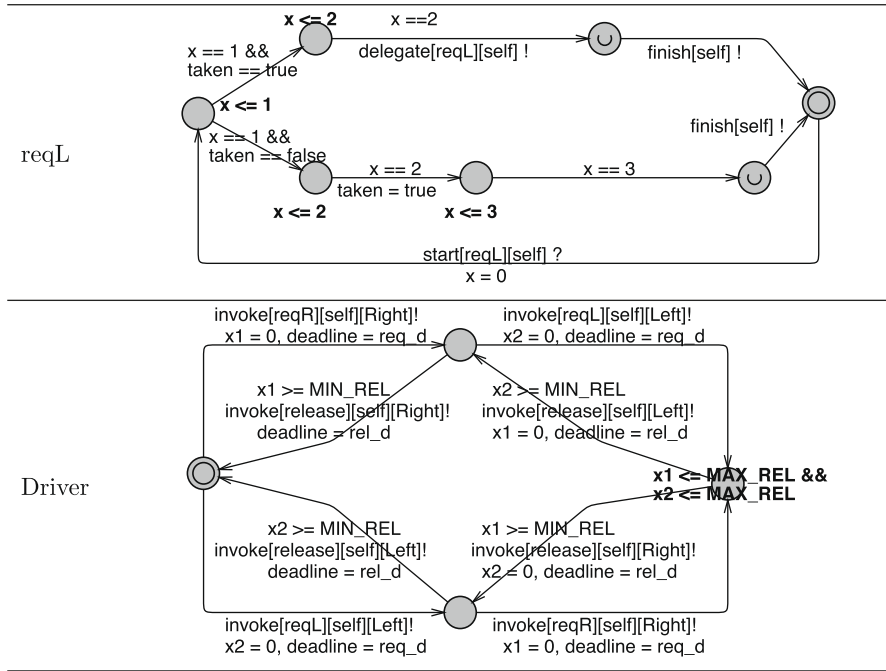 x <= 2
x ==2
x == 1 &&
taken == true
delegate[reqL][self] !
finish[self] !
x <= 1
finish[self] !
x == 1 &&
taken == false
reqL
x == 2
taken = true
x == 3
x <= 2
x <= 3
start[reqL][self] ?
x = 0
invoke[reqR][self][Right]!
x1 = 0, deadline = req_d
invoke[reqL][self][Left]!
x2 = 0, deadline = req_d
x1 >= MIN_REL
invoke[release][self][Right]!
deadline = rel_d
x2 >= MIN_REL
invoke[release][self][Left]!
x1 = 0, deadline = rel_d
x1 <= MAX_REL &&
x2 <= MAX_REL
Driver
x2 >= MIN_REL
invoke[release][self][Left]!
deadline = rel_d
x1 >= MIN_REL
invoke[release][self][Right]!
x2 = 0, deadline = rel_d
invoke[reqL][self][Left]!
x2 = 0, deadline = req_d
invoke[reqR][self][Right]!
x1 = 0, deadline = req_d